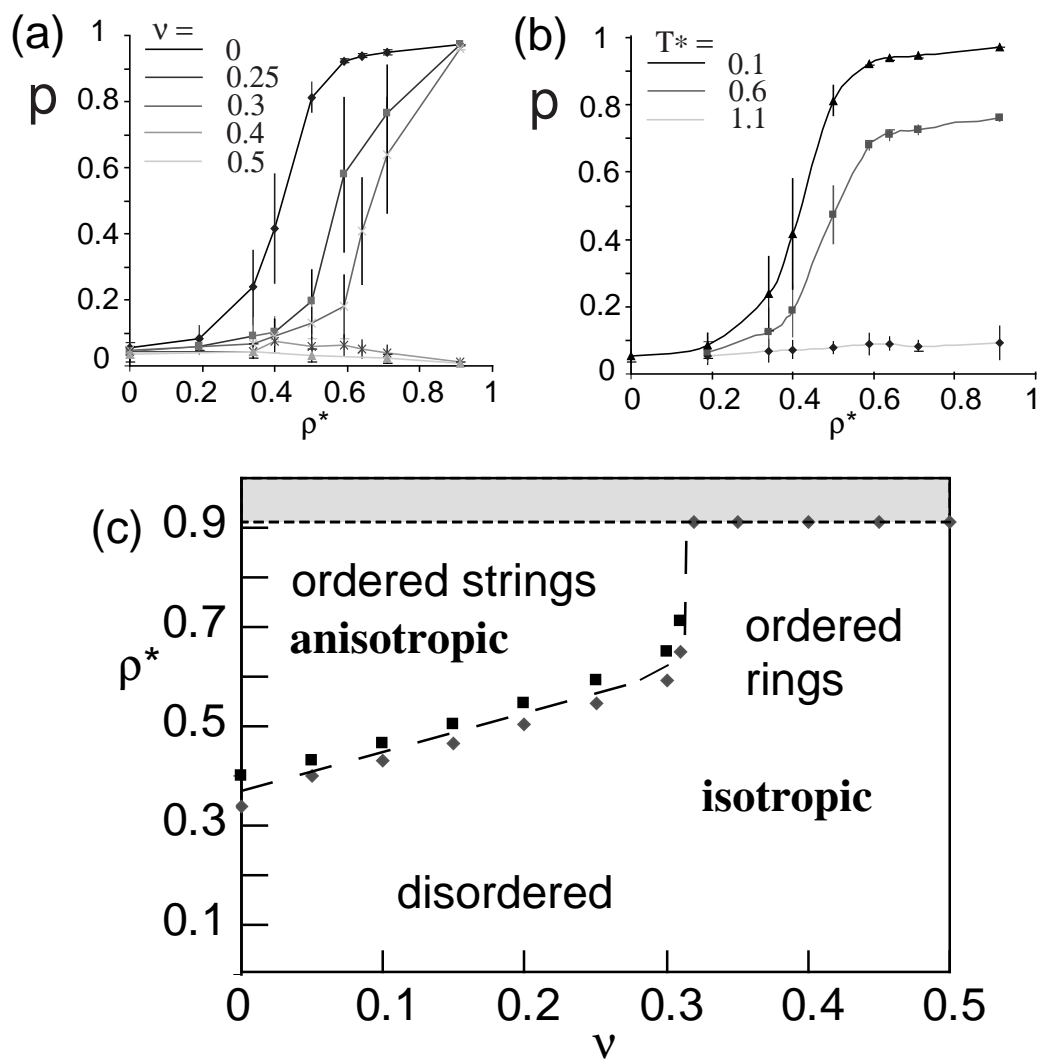 (a)
ν =
0
0.25
0.3
0.4
0.5
p
1
0.8
0.6
0.4
0.2
0
0 0.2 0.4 0.6 0.8 1
ρ*
(b)
T* =
0.1
0.6
1.1
p
1
0.8
0.6
0.4
0.2
0
0 0.2 0.4 0.6 0.8 1
ρ*
(c)
0.9
0.7
ρ*
0.5
0.3
0.1
ordered strings
anisotropic
ordered
rings
isotropic
disordered
0 0.1 0.2 0.3 0.4 0.5
ν